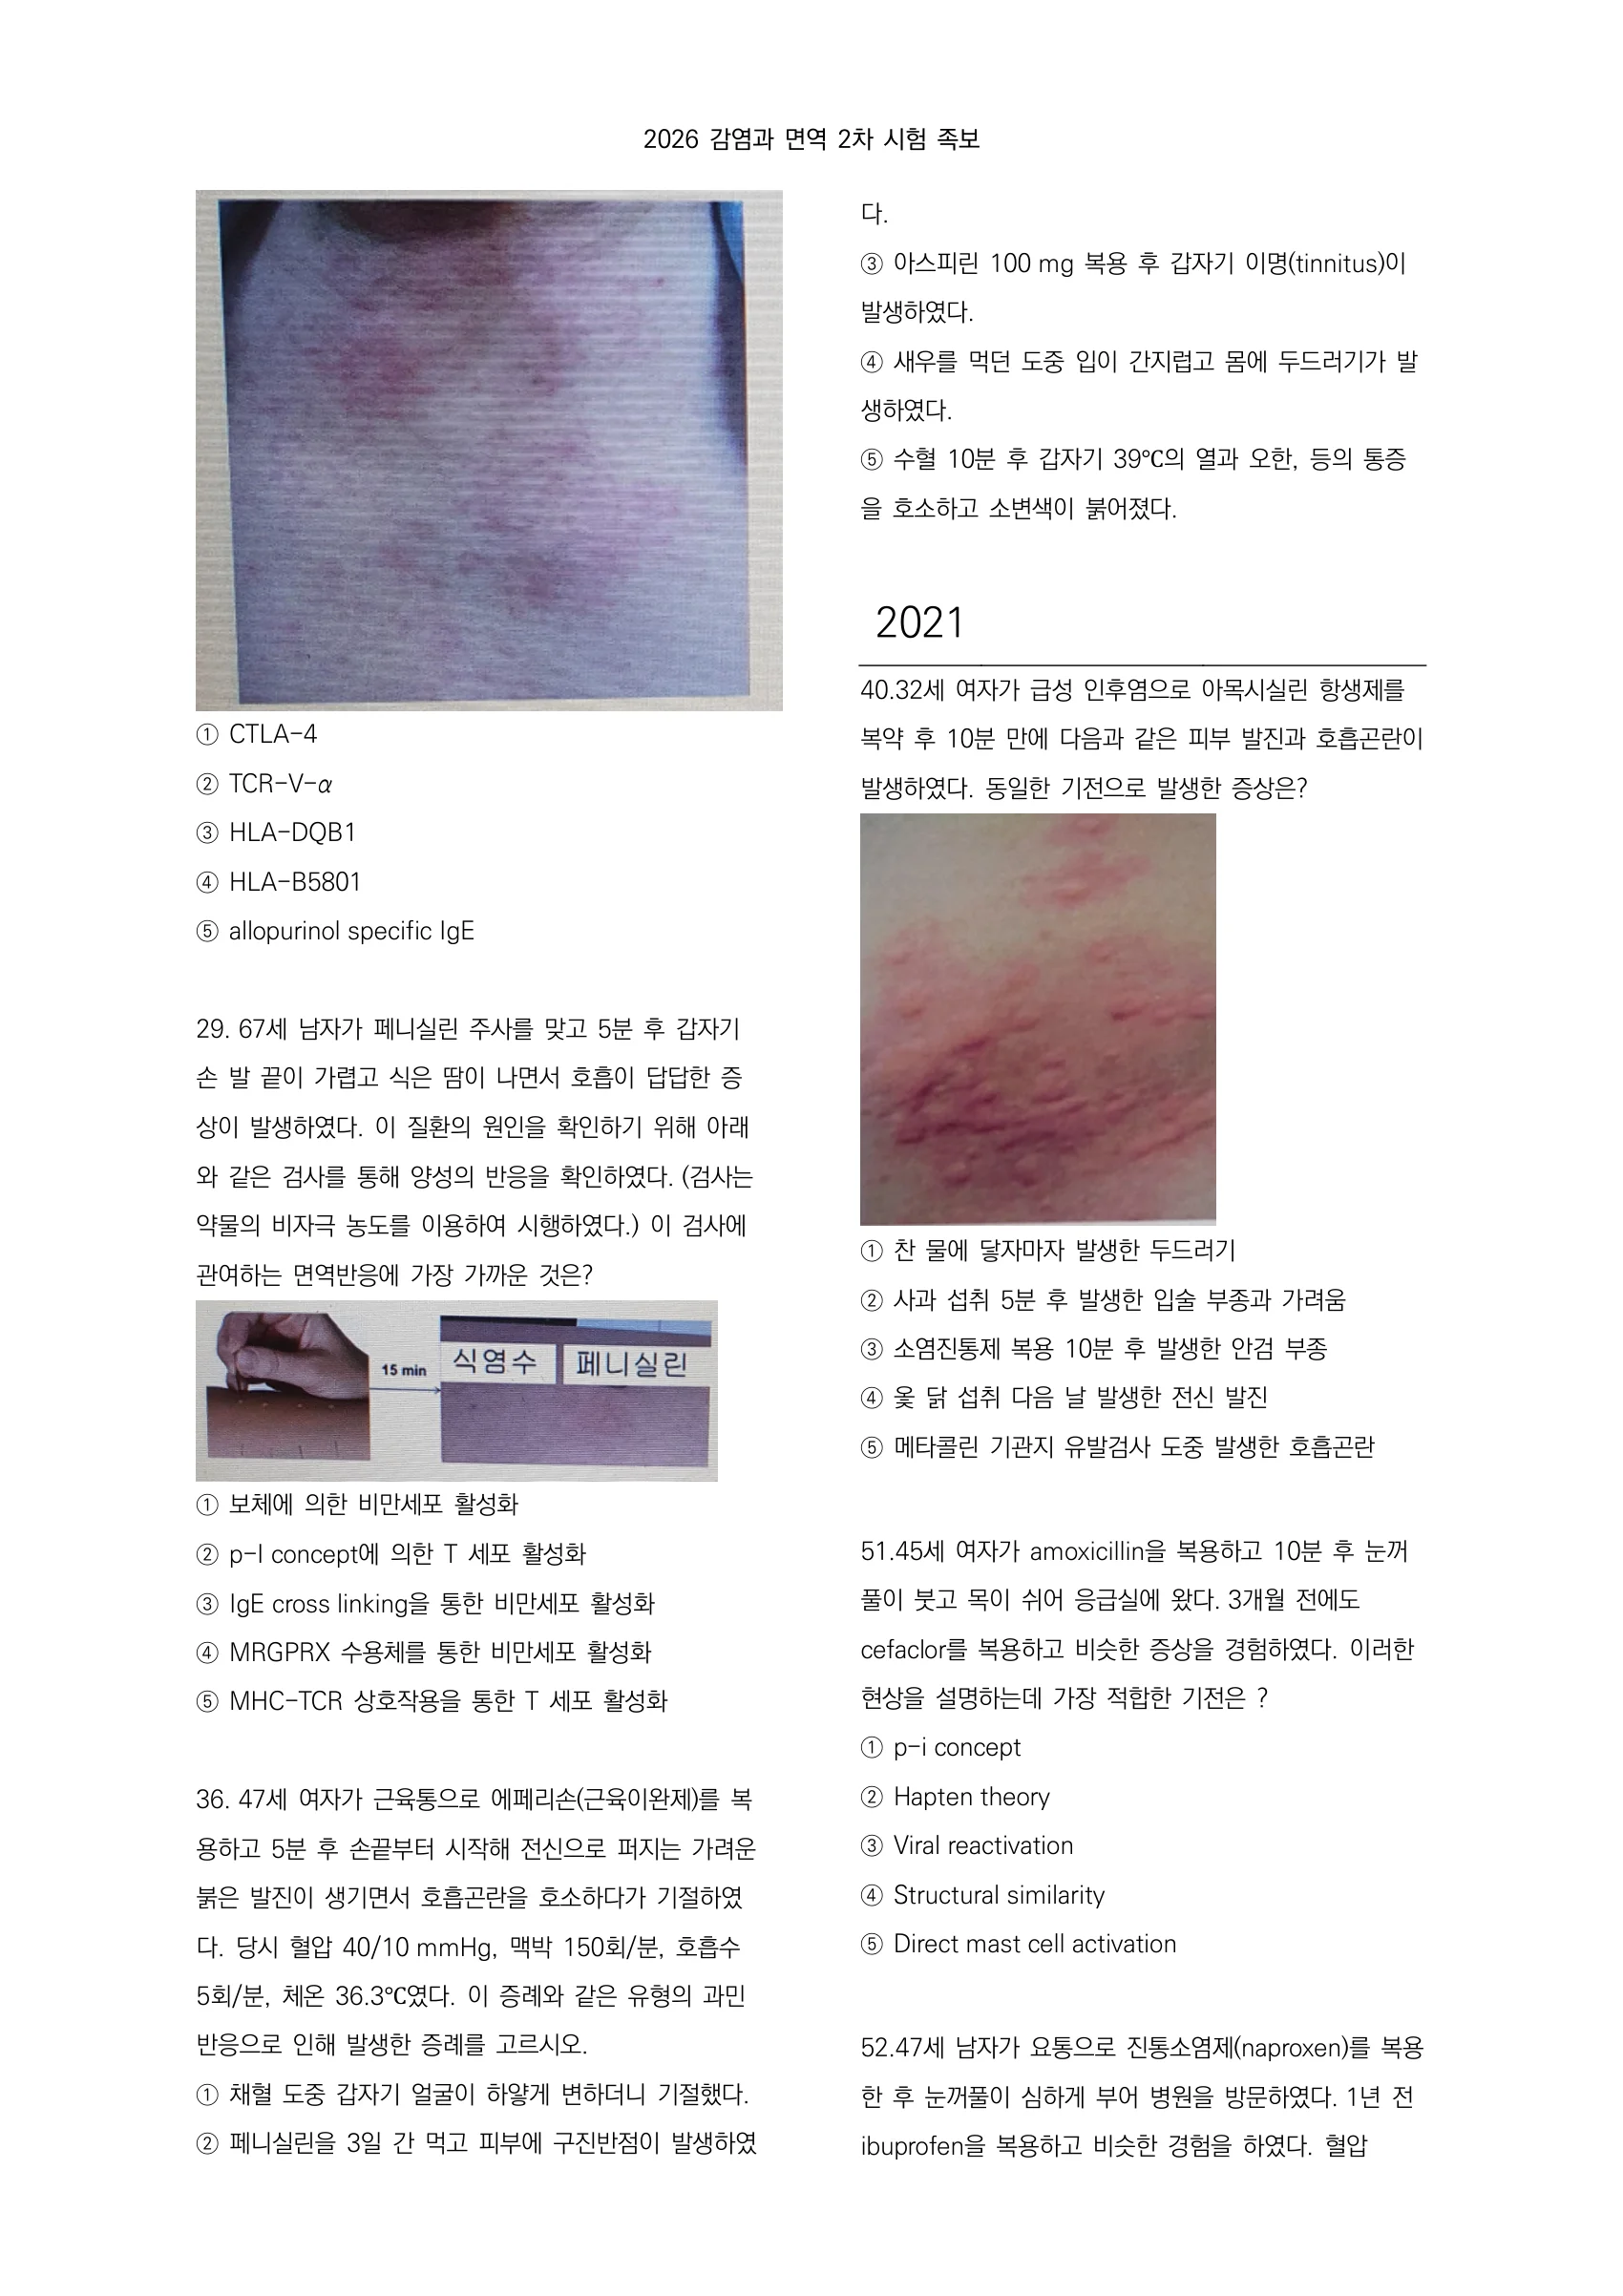 2026 감염과 면역 2차 시험 족보
① CTLA-4
② TCR-V-α
③ HLA-DQB1
④ HLA-B5801
⑤ allopurinol specific IgE
29. 67세 남자가 페니실린 주사를 맞고 5분 후 갑자기
손 발 끝이 가렵고 식은 땀이 나면서 호흡이 답답한 증
상이 발생하였다. 이 질환의 원인을 확인하기 위해 아래
와 같은 검사를 통해 양성의 반응을 확인하였다. (검사는
약물의 비자극 농도를 이용하여 시행하였다.) 이 검사에
관여하는 면역반응에 가장 가까운 것은?
15 min
식염수
페니실린
① 보체에 의한 비만세포 활성화
② p-I concept에 의한 T 세포 활성화
③ IgE cross linking을 통한 비만세포 활성화
④ MRGPRX 수용체를 통한 비만세포 활성화
⑤ MHC-TCR 상호작용을 통한 T 세포 활성화
36. 47세 여자가 근육통으로 에페리손(근육이완제)를 복
용하고 5분 후 손끝부터 시작해 전신으로 퍼지는 가려운
붉은 발진이 생기면서 호흡곤란을 호소하다가 기절하였
다. 당시 혈압 40/10 mmHg, 맥박 150회/분, 호흡수
5회/분, 체온 36.3℃였다. 이 증례와 같은 유형의 과민
반응으로 인해 발생한 증례를 고르시오.
① 채혈 도중 갑자기 얼굴이 하얗게 변하더니 기절했다.
② 페니실린을 3일 간 먹고 피부에 구진반점이 발생하였
다.
③ 아스피린 100 mg 복용 후 갑자기 이명(tinnitus)이
발생하였다.
④ 새우를 먹던 도중 입이 간지럽고 몸에 두드러기가 발
생하였다.
⑤ 수혈 10분 후 갑자기 39℃의 열과 오한, 등의 통증
을 호소하고 소변색이 붉어졌다.
2021
40.32세 여자가 급성 인후염으로 아목시실린 항생제를
복약 후 10분 만에 다음과 같은 피부 발진과 호흡곤란이
발생하였다. 동일한 기전으로 발생한 증상은?
① 찬 물에 닿자마자 발생한 두드러기
② 사과 섭취 5분 후 발생한 입술 부종과 가려움
③ 소염진통제 복용 10분 후 발생한 안검 부종
④ 옻 닭 섭취 다음 날 발생한 전신 발진
⑤ 메타콜린 기관지 유발검사 도중 발생한 호흡곤란
51.45세 여자가 amoxicillin을 복용하고 10분 후 눈꺼
풀이 붓고 목이 쉬어 응급실에 왔다. 3개월 전에도
cefaclor를 복용하고 비슷한 증상을 경험하였다. 이러한
현상을 설명하는데 가장 적합한 기전은 ?
① p-i concept
② Hapten theory
③ Viral reactivation
④ Structural similarity
⑤ Direct mast cell activation
52.47세 남자가 요통으로 진통소염제(naproxen)를 복용
한 후 눈꺼풀이 심하게 부어 병원을 방문하였다. 1년 전
ibuprofen을 복용하고 비슷한 경험을 하였다. 혈압